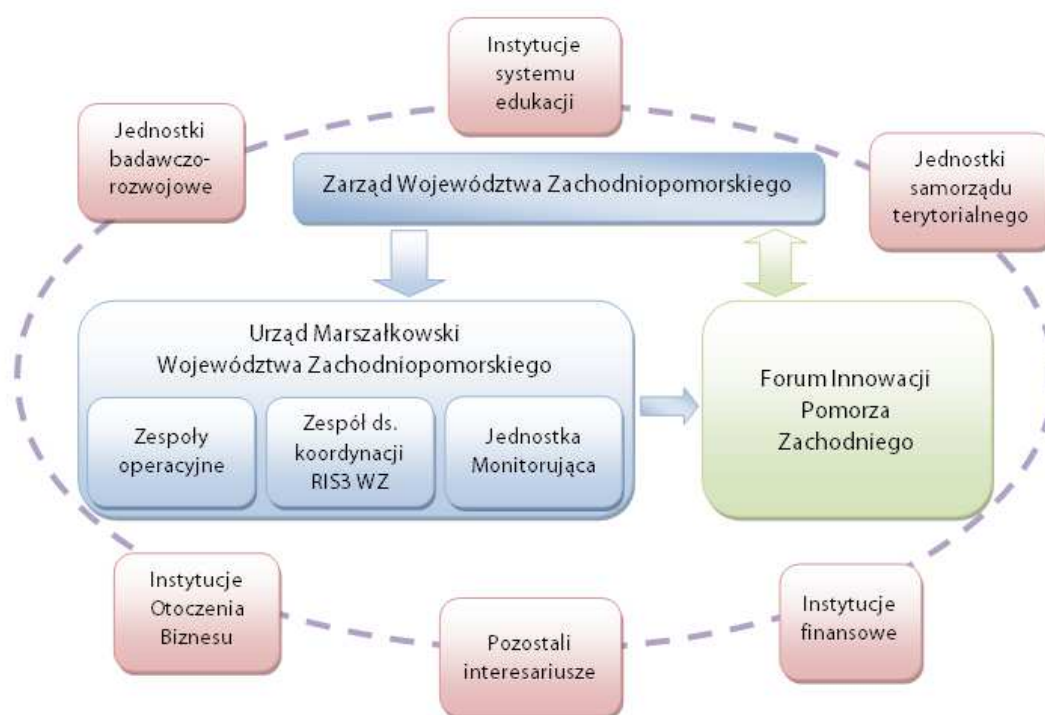 Instytucje
systemu
edukacji
Jednostki
badawczo-
rozwojowe
Jednostki
samorządu
terytorialnego
Zarząd Województwa Zachodniopomorskiego
Urząd Marszałkowski
Województwa Zachodniopomorskiego
Zespoły
operacyjne
Zespół ds.
koordynacji
RIS3 WZ
Jednostka
Monitorująca
Forum Innowacji
Pomorza
Zachodniego
Instytucje
Otoczenia
Biznesu
Pozostali
interesariusze
Instytucje
finansowe